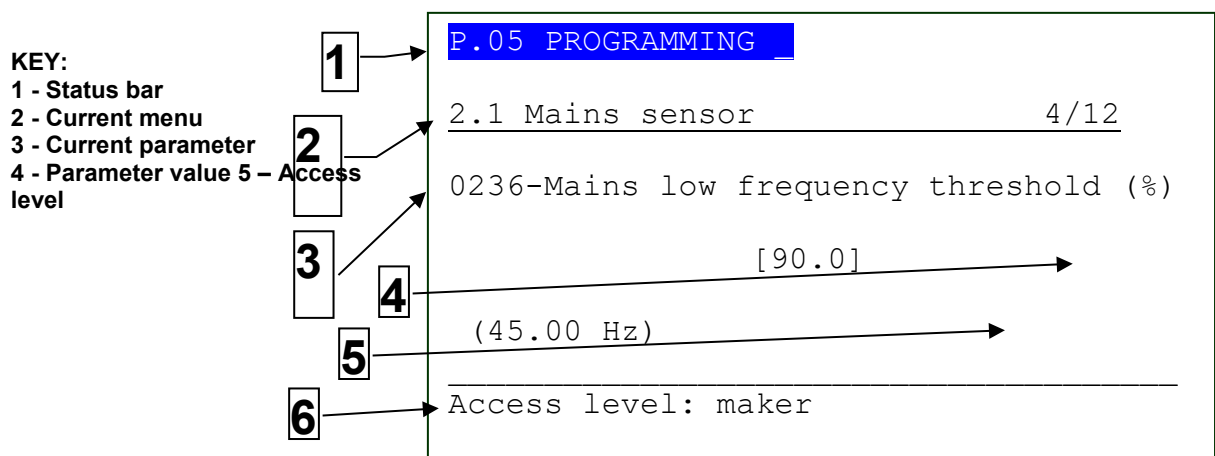 KEY:
1 - Status bar
2 - Current menu
3 - Current parameter
4 - Parameter value 5 – Access
level
1
2
3
4
5
6
P.05 PROGRAMMING _
2.1 Mains sensor 4/12
0236-Mains low frequency threshold (%)
[90.0]
(45.00 Hz)
Access level: maker